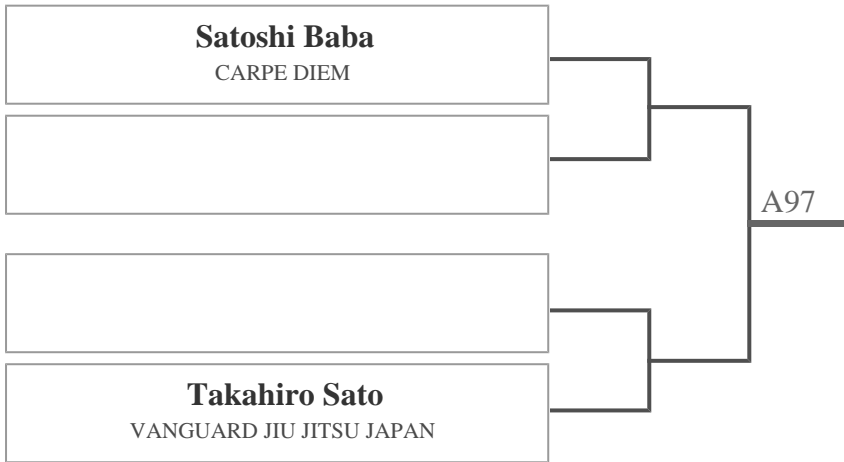 Satoshi Baba
CARPE DIEM
A97
Takahiro Sato
VANGUARD JIU JITSU JAPAN